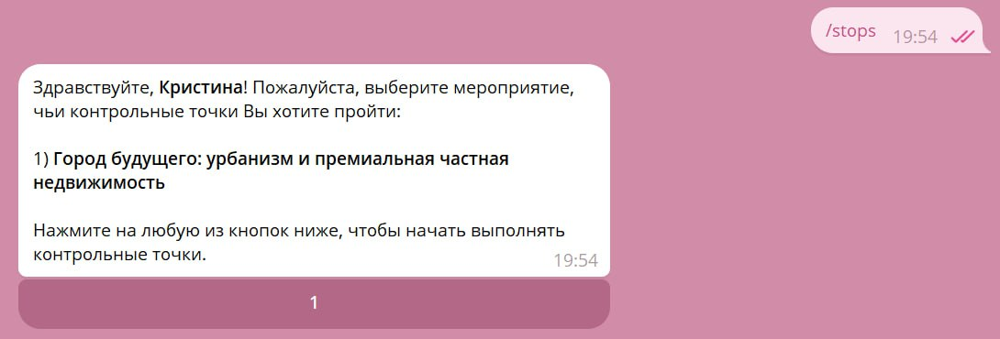 /stops 19:54
Здравствуйте, Кристина! Пожалуйста, выберите мероприятие,
чьи контрольные точки Вы хотите пройти:
1) Город будущего: урбанизм и премиальная частная
недвижимость
Нажмите на любую из кнопок ниже, чтобы начать выполнять
контрольные точки.
19:54
1